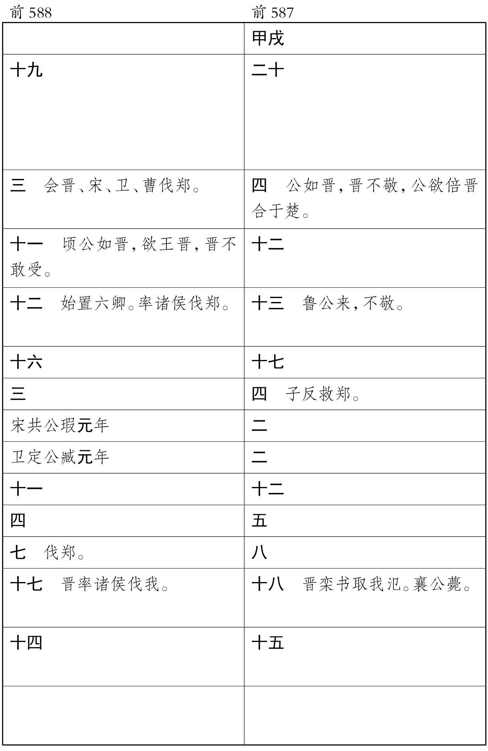 前 588 前 587
甲戌
十九 二十
三 会晋、宋、卫、曹伐郑。 四 公如晋，晋不敬，公欲倍晋
合于楚。
十一 顷公如晋，欲王晋，晋不 十二
敢受。
十二 始置六卿。率诸侯伐郑。 十三 鲁公来，不敬。
十六 十七
三 四 子反救郑。
宋共公瑕元年 二
卫定公臧元年 二
十一 十二
四 五
七 伐郑。 八
十七 晋率诸侯伐我。 十八 晋栾书取我氾。襄公薨。
十四 十五